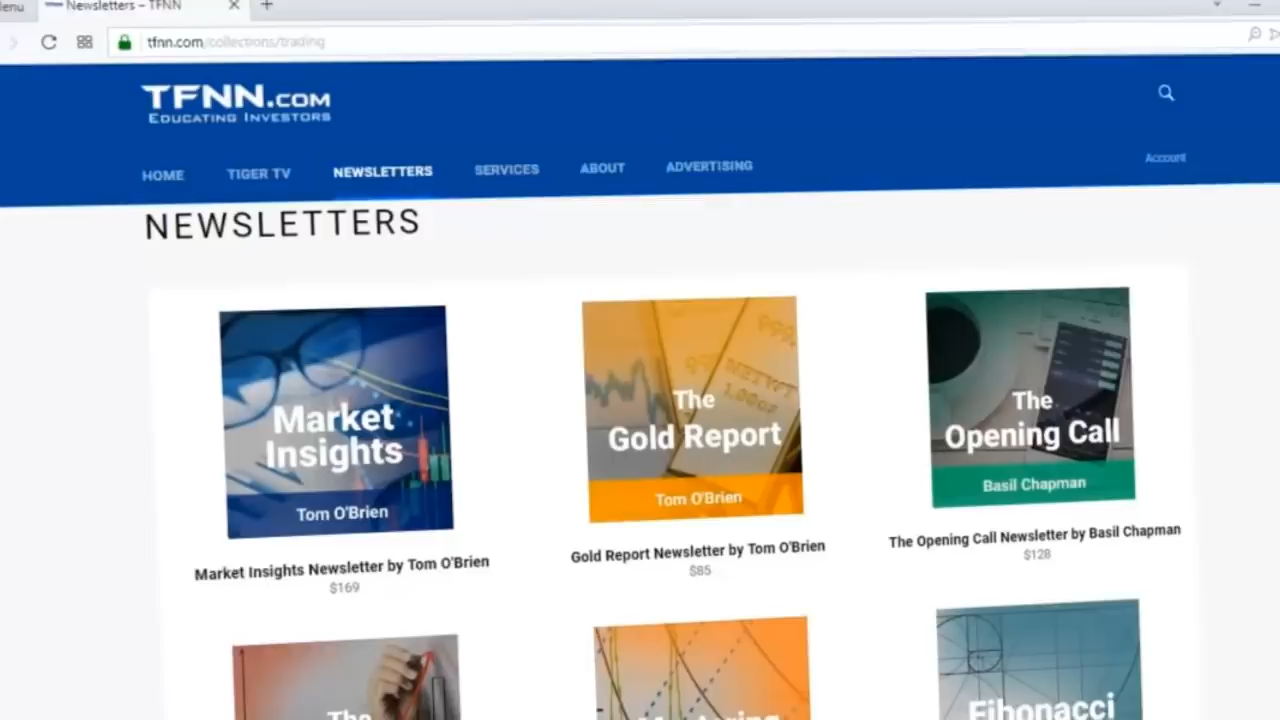 Newsletters – TFNN
tfnn.com/collections/trading
TFNN.COM
EDUCATING INVESTORS
Account
HOME TIGER TV NEWSLETTERS SERVICES ABOUT ADVERTISING
NEWSLETTERS
Market
Insights
Tom O'Brien
Market Insights Newsletter by Tom O'Brien
$169
The
Gold Report
Tom O'Brien
Gold Report Newsletter by Tom O'Brien
$85
The
Opening Call
Basil Chapman
The Opening Call Newsletter by Basil Chapman
$128
The
Mastering
Fibonacci